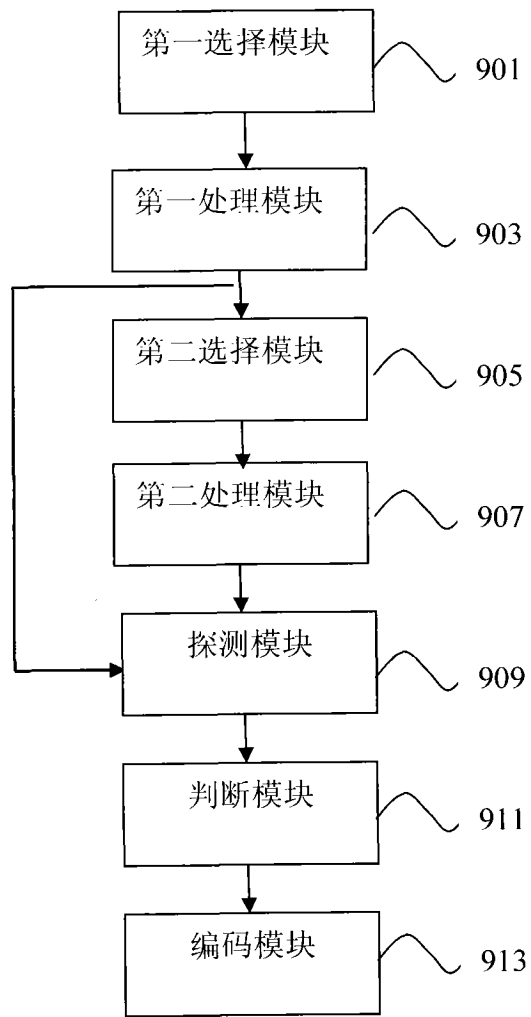 第一选择模块
901
第一处理模块
903
第二选择模块
905
第二处理模块
907
探测模块
909
判断模块
911
编码模块
913